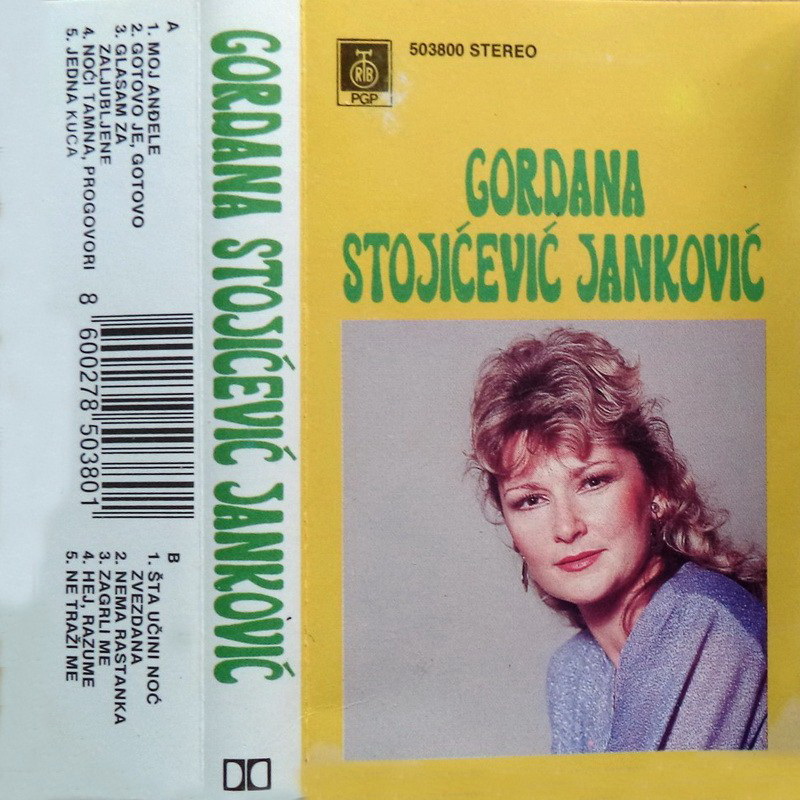 A
1. MOJ ANĐELE
2. GOTOVO JE, GOTOVO
3. GLASAM ZA
ZALJUBLJENE
4. NOĆI TAMNA, PROGOVORI
5. JEDNA KUĆA
8 600278 503801
B
1. ŠTA UČINI NOĆ
ZVEZDANA
2. NEMA RASTANKA
3. ZAGRLI ME
4. HEJ, RAZUME
5. NE TRAŽI ME
GORDANA STOJIĆEVIĆ JANKOVIĆ
RTB
PGP
503800 STEREO
GORDANA
STOJIĆEVIĆ JANKOVIĆ